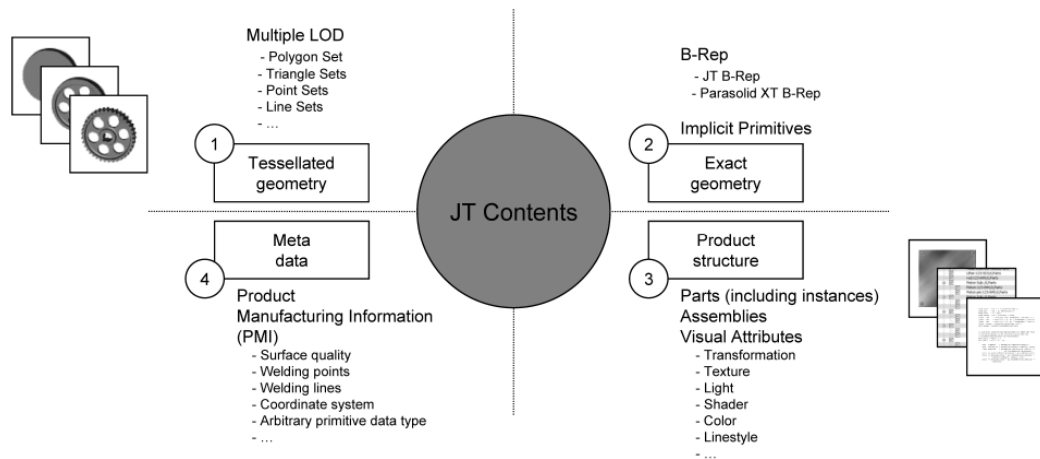 Multiple LOD
- Polygon Set
- Triangle Sets
- Point Sets
- Line Sets
- ...
1
Tessellated
geometry
B-Rep
- JT B-Rep
- Parasolid XT B-Rep
Implicit Primitives
2
Exact
geometry
JT Contents
Meta
data
4
Product
Manufacturing Information
(PMI)
- Surface quality
- Welding points
- Welding lines
- Coordinate system
- Arbitrary primitive data type
- ...
Product
structure
3
Parts (including instances)
Assemblies
Visual Attributes
- Transformation
- Texture
- Light
- Shader
- Color
- Linestyle
- ...